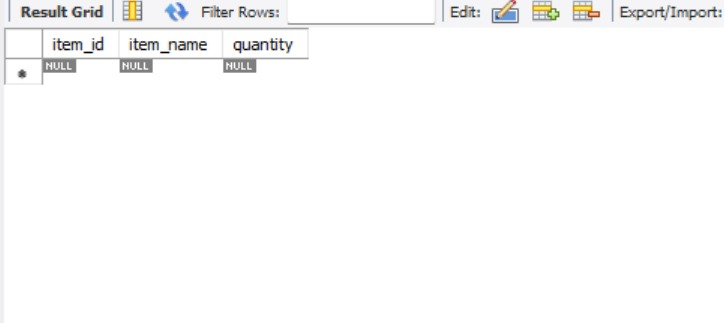 Result Grid Filter Rows: Edit: Export/Import:
item_id item_name quantity
* NULL NULL NULL